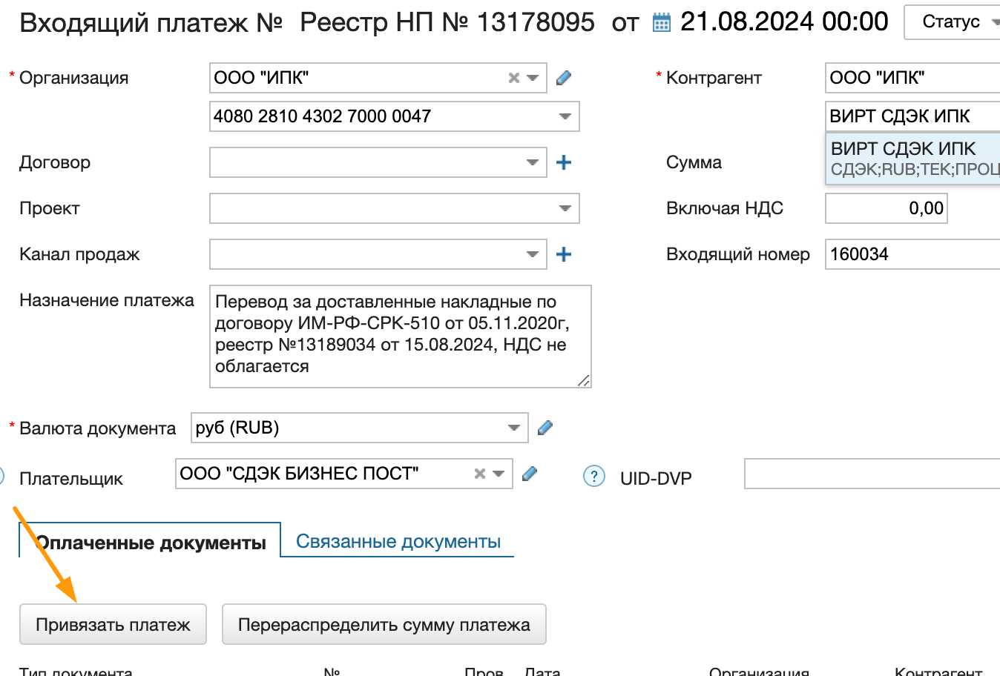 Входящий платеж № Реестр НП № 13178095 от 21.08.2024 00:00 Статус
* Организация ООО "ИПК" * Контрагент ООО "ИПК"
4080 2810 4302 7000 0047 ВИРТ СДЭК ИПК
ВИРТ СДЭК ИПК
Договор Сумма СДЭК;RUB;ТЕК;ПРОЦ
Проект Включая НДС 0,00
Канал продаж Входящий номер 160034
Назначение платежа Перевод за доставленные накладные по
договору ИМ-РФ-СРК-510 от 05.11.2020г,
реестр №13189034 от 15.08.2024, НДС не
облагается
* Валюта документа руб (RUB)
Плательщик ООО "СДЭК БИЗНЕС ПОСТ" ? UID-DVP
Оплаченные документы Связанные документы
Привязать платеж Перераспределить сумму платежа
Тип документа № Пров Дата Организация Контрагент